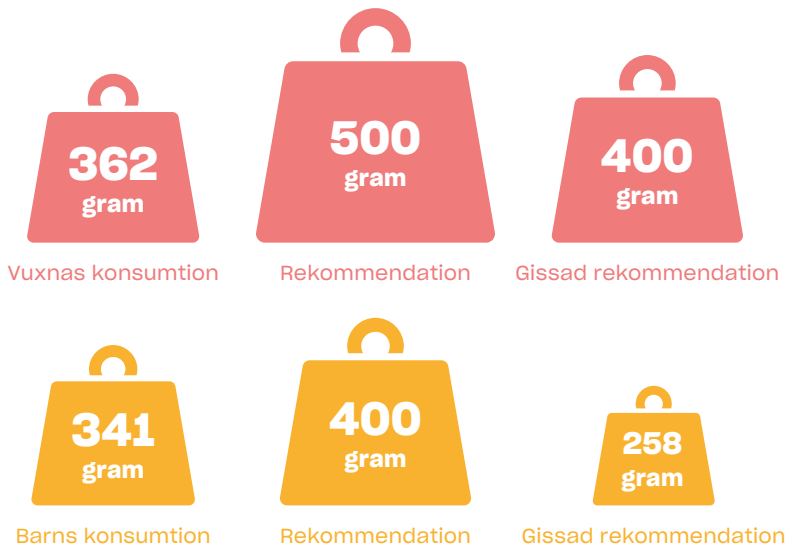 362
gram
Vuxnas konsumtion
500
gram
Rekommendation
400
gram
Gissad rekommendation
341
gram
Barns konsumtion
400
gram
Rekommendation
258
gram
Gissad rekommendation